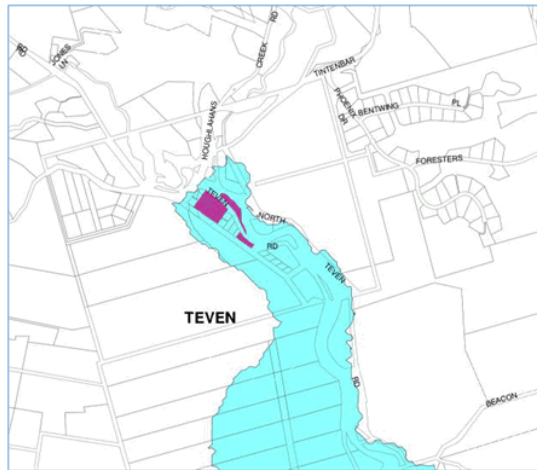 RD
RD
JONES
LN
CREEK
RD
TINTENBAR
HOUGHLAHANS
PHOENIX
DR
BENTWING
PL
FORESTERS
TEVEN
NORTH
RD
TEVEN
TEVEN
RD
BEACON